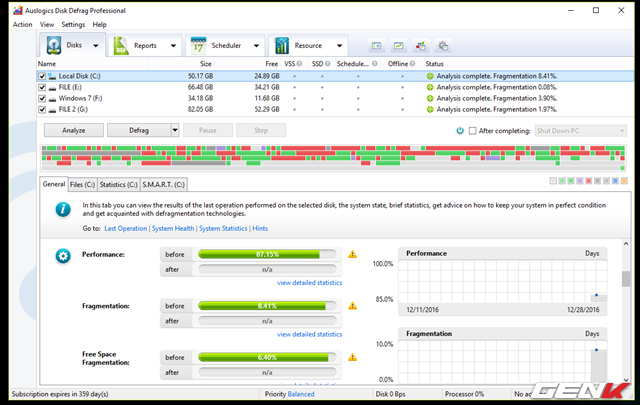 Auslogics Disk Defrag Professional
Action View Settings Help
Disks Reports Scheduler Resource
Name Size Free VSS SSD Schedule... Offline Status
Local Disk (C:) 50.17 GB 24.89 GB Analysis complete. Fragmentation 8.41%.
FILE (E:) 66.48 GB 34.21 GB Analysis complete. Fragmentation 0.08%.
Windows 7 (F:) 34.18 GB 11.68 GB Analysis complete. Fragmentation 3.90%.
FILE 2 (G:) 82.05 GB 52.29 GB Analysis complete. Fragmentation 1.97%.
Analyze Defrag Pause Stop After completing: Shut Down PC
General Files (C:) Statistics (C:) S.M.A.R.T. (C:)
In this tab you can view the results of the last operation performed on the selected disk, the system state, brief statistics, get advice on how to keep your system in perfect condition
and get acquainted with defragmentation technologies.
Go to: Last Operation | System Health | System Statistics | Hints
Performance: before 87.15%
after n/a
view detailed statistics
Fragmentation: before 8.41%
after n/a
view detailed statistics
Free Space
Fragmentation: before 6.40%
after n/a
detailed statistics
Performance Days
100.0%
85.0%
12/11/2016 12/28/2016
Fragmentation Days
10.0%
0.0%
Subscription expires in 359 day(s) Priority Balanced Disk 0 Bps Processor 0% No ac
GENK